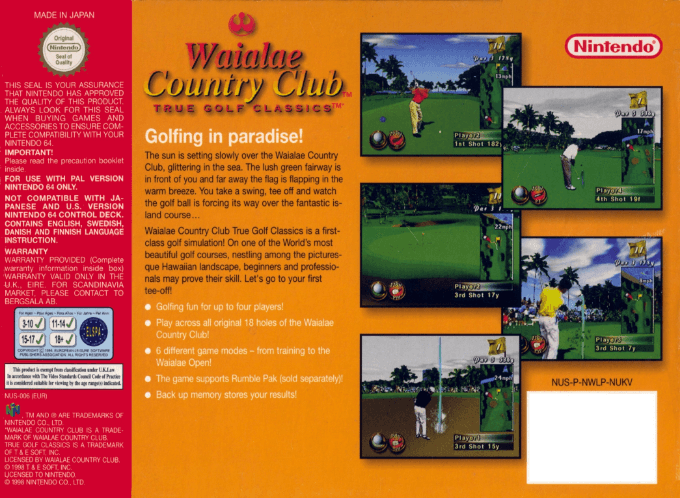 MADE IN JAPAN
Original
Nintendo
Seal of
Quality
THIS SEAL IS YOUR ASSURANCE
THAT NINTENDO HAS APPROVED
THE QUALITY OF THIS PRODUCT.
ALWAYS LOOK FOR THIS SEAL
WHEN BUYING GAMES AND
ACCESSORIES TO ENSURE COM-
PLETE COMPATIBILITY WITH YOUR
NINTENDO 64.
IMPORTANT!
Please read the precaution booklet
inside
FOR USE WITH PAL VERSION
NINTENDO 64 ONLY.
NOT COMPATIBLE WITH JA-
PANESE AND U.S. VERSION
NINTENDO 64 CONTROL DECK.
CONTAINS ENGLISH, SWEDISH,
DANISH AND FINNISH LANGUAGE
INSTRUCTION.
WARRANTY
WARRANTY PROVIDED (Complete
warranty information inside box)
WARRANTY VALID ONLY IN THE
U.K., EIRE. FOR SCANDINAVIA
MARKET, PLEASE CONTACT TO
BERGSALA AB.
3-10 11-14
15-17 18+
ELSPA
This product is exempt from classification under U.K. Law
In accordance with The Video Standards Council Code of Practice
it is considered suitable for viewing by the age range(s) indicated.
MJS-006 (EUR)
, TM AND ® ARE TRADEMARKS OF
NINTENDO CO., LTD.
"WAIALAE COUNTRY CLUB IS A TRADE-
MARK OF WAIALAE COUNTRY CLUB.
TRUE GOLF CLASSICS IS A TRADEMARK
OF T & E SOFT, INC.
LICENSED BY WAIALAE COUNTRY CLUB.
© 1998 T & E SOFT, INC.
LICENSED TO NINTENDO.
© 1998 NINTENDO CO., LTD.
Waialae
Country Club™
TRUE GOLF CLASSICS™
Golfing in paradise!
The sun is setting slowly over the Waialae Country
Club, glittering in the sea. The lush green fairway is
in front of you and far away the flag is flapping in the
warm breeze. You take a swing, tee off and watch
the golf ball is forcing its way over the fantastic is-
land course…
Waialae Country Club True Golf Classics is a first-
class golf simulation! On one of the World's most
beautiful golf courses, nestling among the pictures-
que Hawaiian landscape, beginners and professio-
nals may prove their skill. Let's go to your first
tee-off!
Golfing fun for up to four players!
Play across all original 18 holes of the Waialae
Country Club!
6 different game modes – from training to the
Waialae Open!
The game supports Rumble Pak (sold separately)!
Back up memory stores your results!
Nintendo®
13mph
Player2
1st Shot 182y
17mph
Player4
4th Shot 19f
22mph
Player3
3rd Shot 17y
Player3
3rd Shot 7y
Player1
3rd Shot 15y
NUS-P-NWLP-NUKV